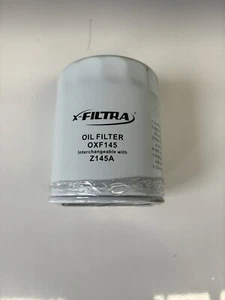 x-FILTRA
OIL FILTER
OXF145
Interchangeable with
Z145A